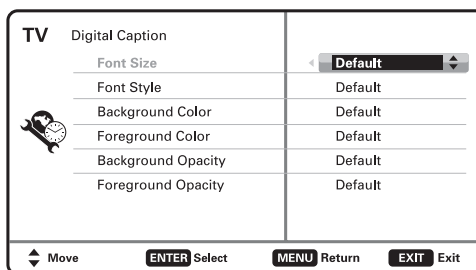 TV Digital Caption
Font Size Default
Font Style Default
Background Color Default
Foreground Color Default
Background Opacity Default
Foreground Opacity Default
Move ENTER Select MENU Return EXIT Exit